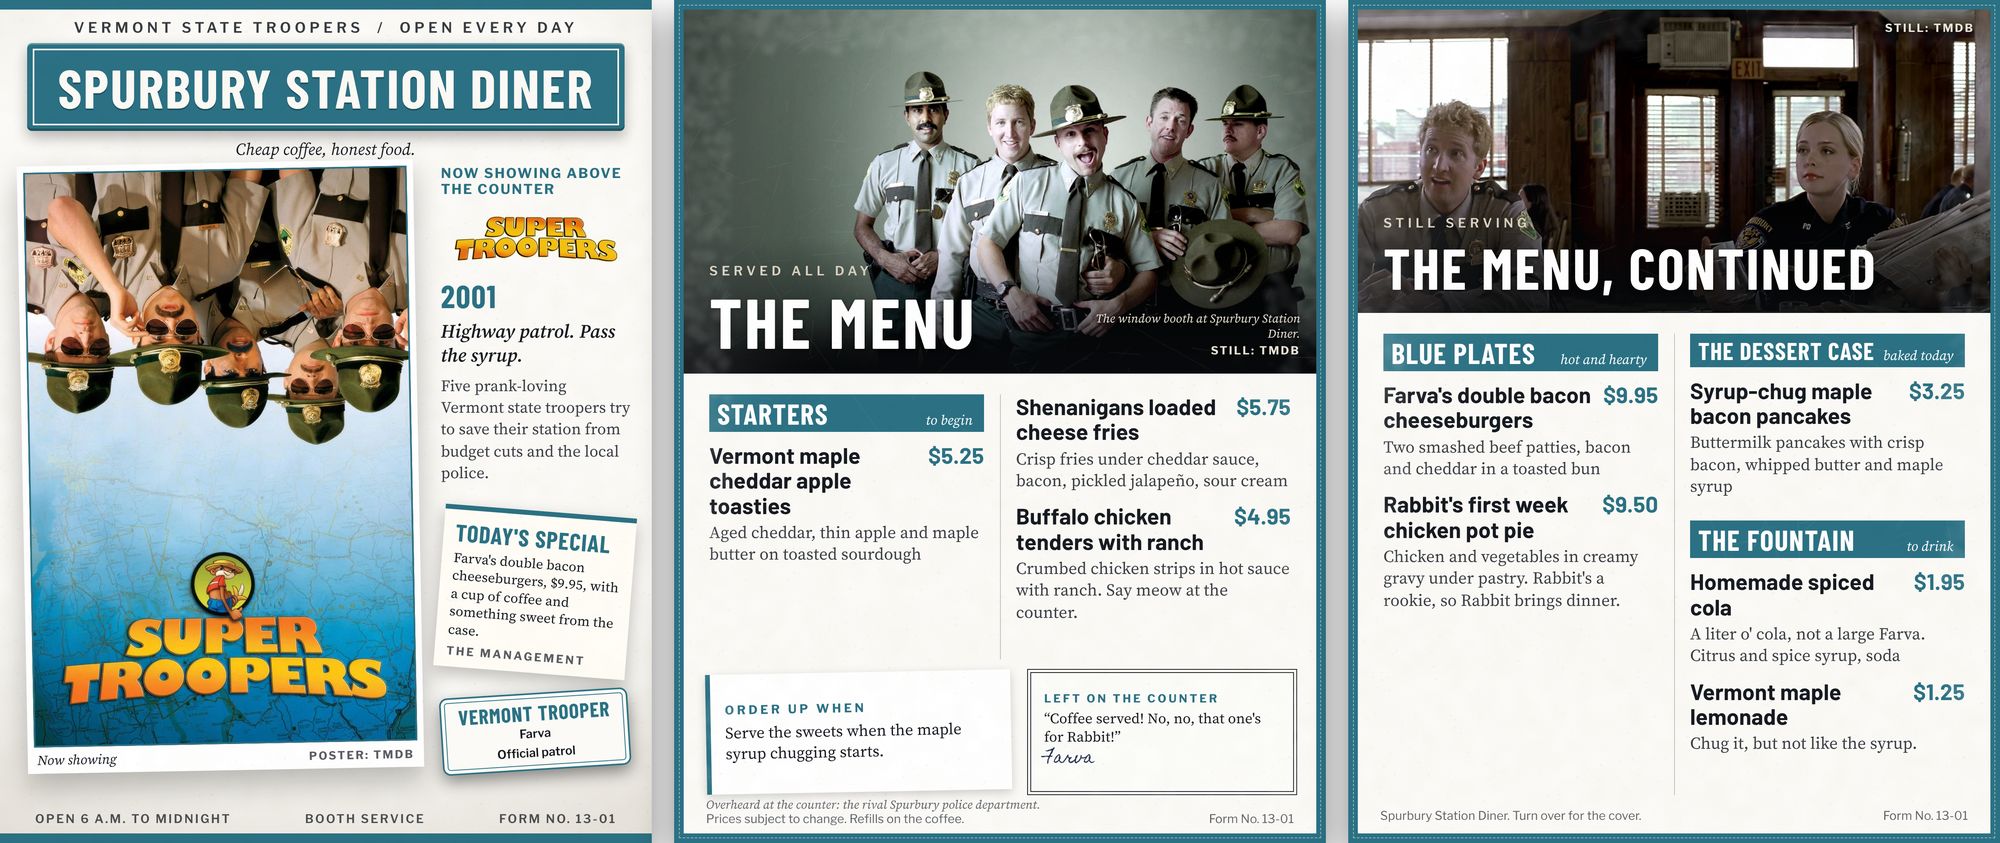 VERMONT STATE TROOPERS / OPEN EVERY DAY
SPURBURY STATION DINER
Cheap coffee, honest food.
SUPER
TROOPERS
Now showing
POSTER: TMDB
NOW SHOWING ABOVE
THE COUNTER
SUPER
TROOPERS
2001
Highway patrol. Pass
the syrup.
Five prank-loving
Vermont state troopers try
to save their station from
budget cuts and the local
police.
TODAY'S SPECIAL
Farva's double bacon
cheeseburgers, $9.95, with
a cup of coffee and
something sweet from the
case.
THE MANAGEMENT
VERMONT TROOPER
Farva
Official patrol
OPEN 6 A.M. TO MIDNIGHT
BOOTH SERVICE
FORM NO. 13-01
SERVED ALL DAY
THE MENU
The window booth at Spurbury Station
Diner.
STILL: TMDB
STARTERS
to begin
Vermont maple $5.25
cheddar apple
toasties
Aged cheddar, thin apple and maple
butter on toasted sourdough
Shenanigans loaded $5.75
cheese fries
Crisp fries under cheddar sauce,
bacon, pickled jalapeño, sour cream
Buffalo chicken $4.95
tenders with ranch
Crumbed chicken strips in hot sauce
with ranch. Say meow at the
counter.
ORDER UP WHEN
Serve the sweets when the maple
syrup chugging starts.
LEFT ON THE COUNTER
“Coffee served! No, no, that one's
for Rabbit!”
Farva
Overheard at the counter: the rival Spurbury police department.
Prices subject to change. Refills on the coffee.
Form No. 13-01
STILL: TMDB
EXIT
PD
STILL SERVING
THE MENU, CONTINUED
BLUE PLATES
hot and hearty
Farva's double bacon $9.95
cheeseburgers
Two smashed beef patties, bacon
and cheddar in a toasted bun
Rabbit's first week $9.50
chicken pot pie
Chicken and vegetables in creamy
gravy under pastry. Rabbit's a
rookie, so Rabbit brings dinner.
THE DESSERT CASE
baked today
Syrup-chug maple $3.25
bacon pancakes
Buttermilk pancakes with crisp
bacon, whipped butter and maple
syrup
THE FOUNTAIN
to drink
Homemade spiced $1.95
cola
A liter o' cola, not a large Farva.
Citrus and spice syrup, soda
Vermont maple $1.25
lemonade
Chug it, but not like the syrup.
Spurbury Station Diner. Turn over for the cover.
Form No. 13-01